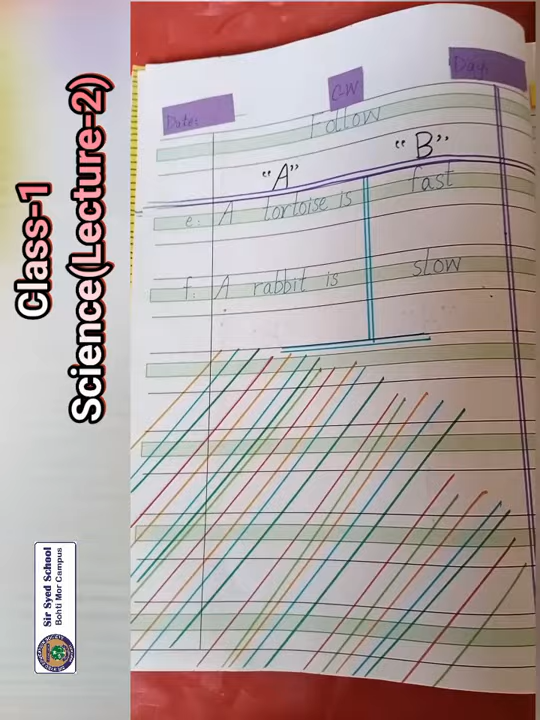 Class-1
Science(Lecture-2)
Sir Syed School
Bohti Mor Campus
Date:
C-W
Day:
Follow
"A" "B"
e. A tortoise is fast
f. A rabbit is slow